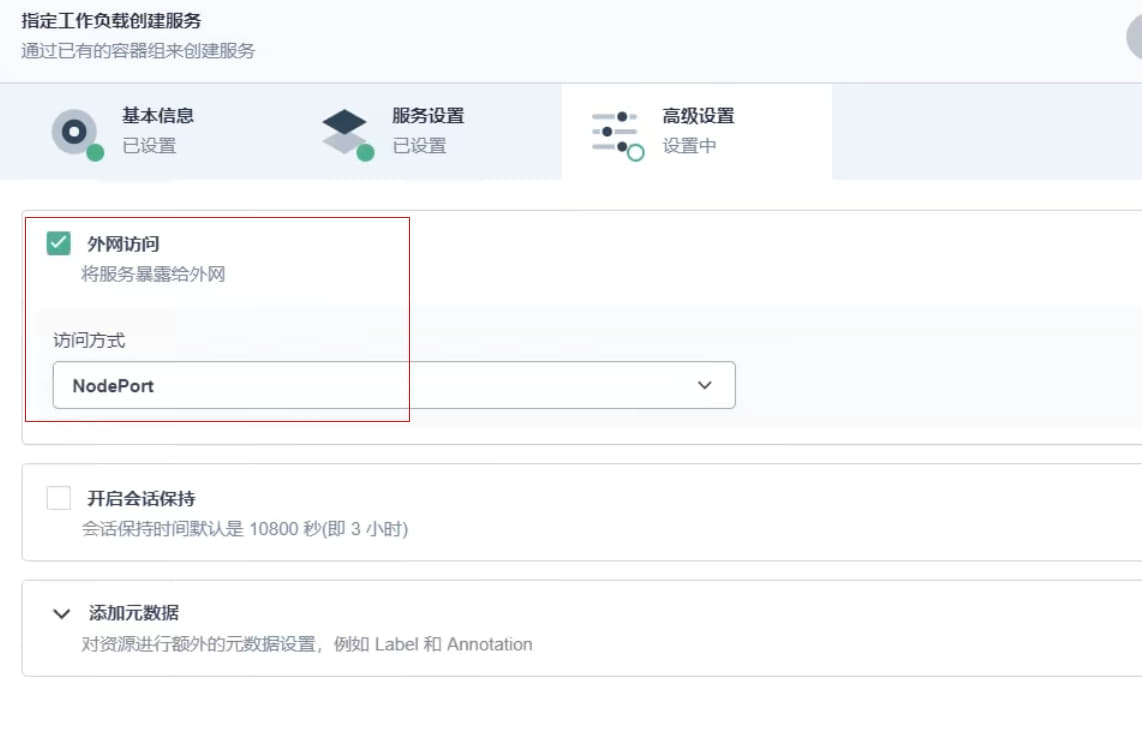 指定工作负载创建服务
通过已有的容器组来创建服务
基本信息
已设置
服务设置
已设置
高级设置
设置中
外网访问
将服务暴露给外网
访问方式
NodePort
开启会话保持
会话保持时间默认是 10800 秒(即 3 小时)
添加元数据
对资源进行额外的元数据设置，例如 Label 和 Annotation